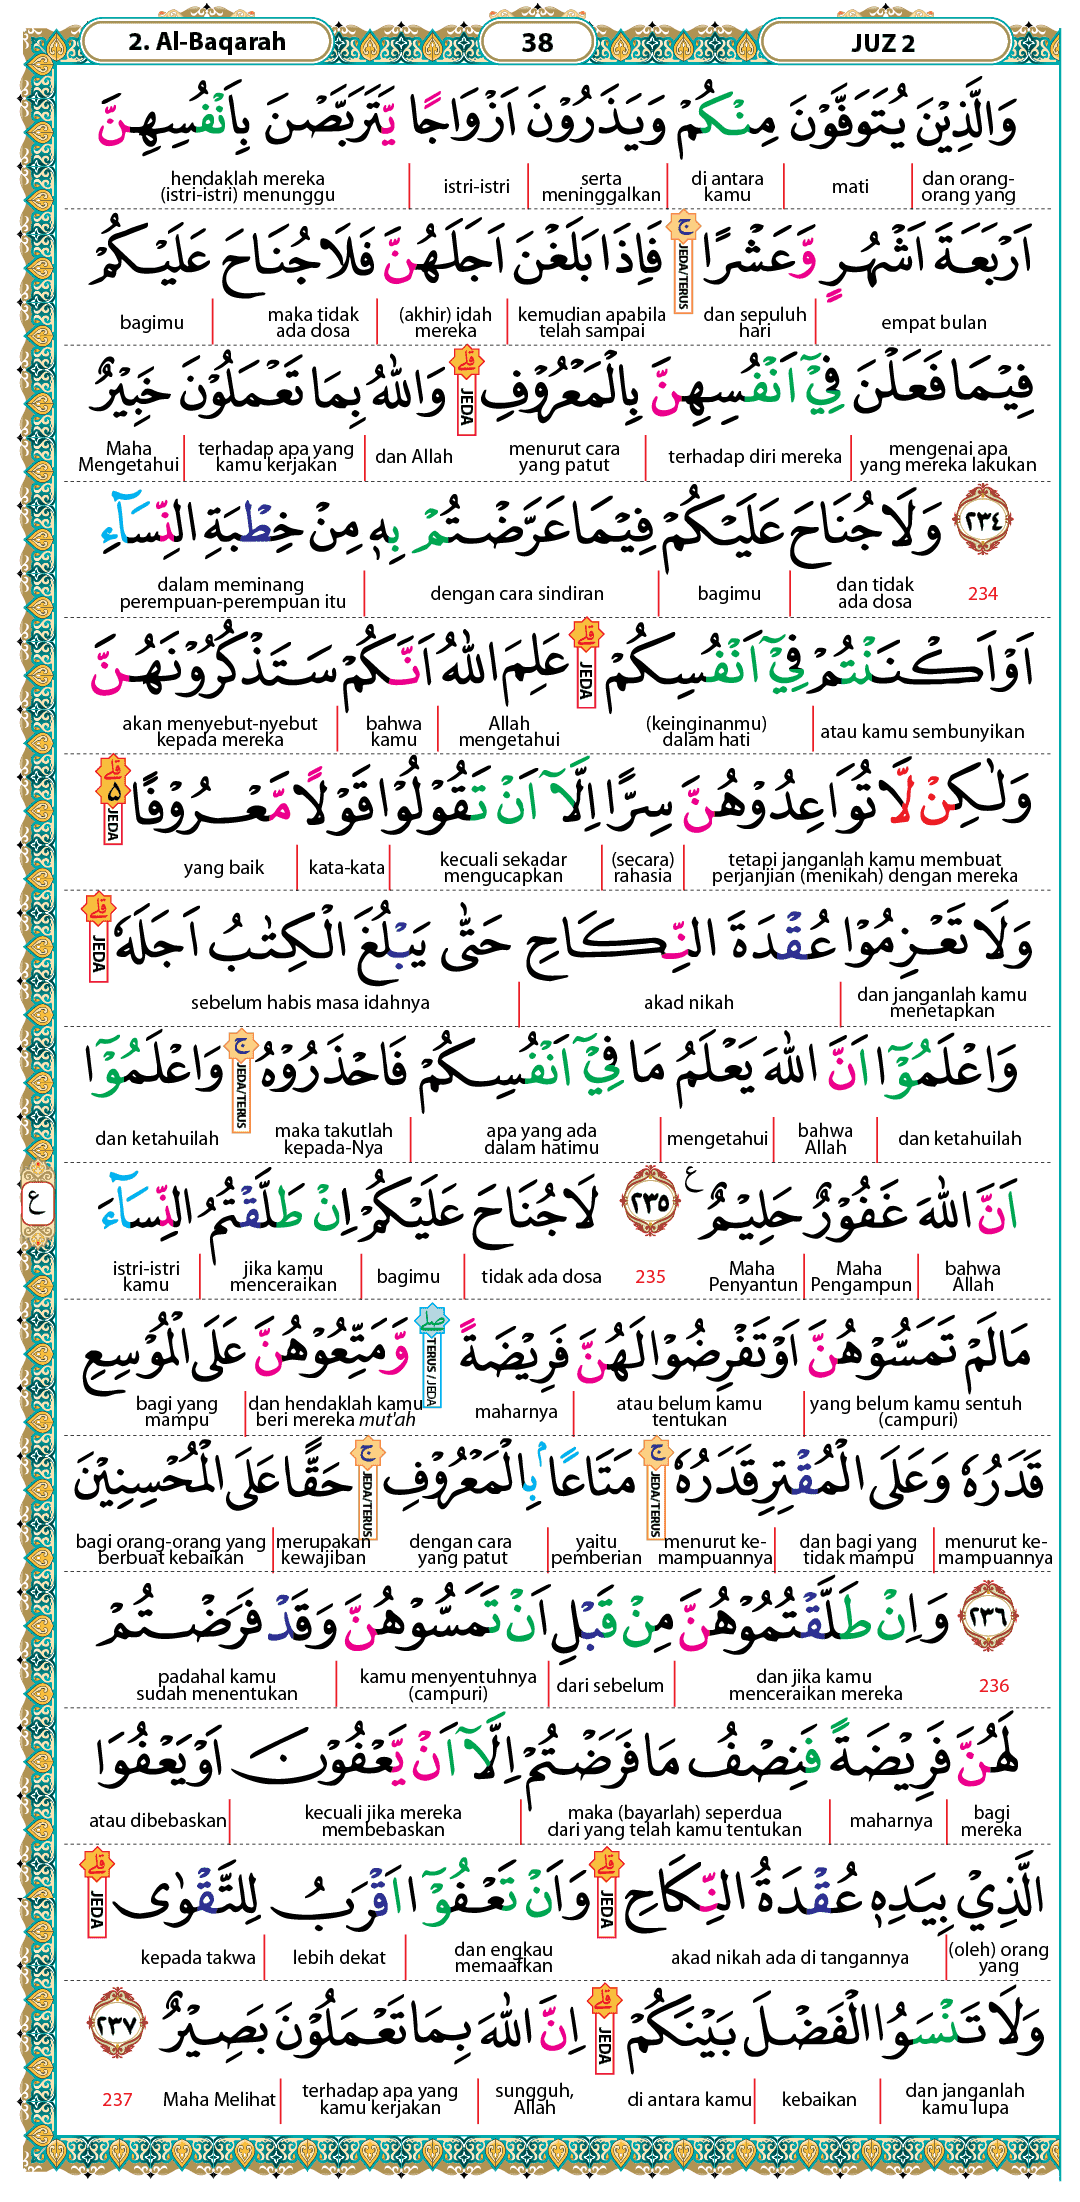 2. Al-Baqarah 38 JUZ 2
وَالَّذِيْنَ يُتَوَفَّوْنَ مِنْكُمْ وَيَذَرُوْنَ اَزْوَاجًا يَّتَرَبَّصْنَ بِاَنْفُسِهِنَّ
dan orang-orang yang | mati | di antara kamu | serta meninggalkan | istri-istri | hendaklah mereka (istri-istri) menunggu
اَرْبَعَةَ اَشْهُرٍ وَّعَشْرًا ۚ فَاِذَا بَلَغْنَ اَجَلَهُنَّ فَلَا جُنَاحَ عَلَيْكُمْ
JEDA/TERUS
empat bulan | dan sepuluh hari | kemudian apabila telah sampai | (akhir) idah mereka | maka tidak ada dosa | bagimu
فِيْمَا فَعَلْنَ فِيْٓ اَنْفُسِهِنَّ بِالْمَعْرُوْفِۗ وَاللّٰهُ بِمَا تَعْمَلُوْنَ خَبِيْرٌ
JEDA
mengenai apa yang mereka lakukan | terhadap diri mereka | menurut cara yang patut | dan Allah | terhadap apa yang kamu kerjakan | Maha Mengetahui
٢٣٤ وَلَا جُنَاحَ عَلَيْكُمْ فِيْمَا عَرَّضْتُمْ بِهٖ مِنْ خِطْبَةِ النِّسَاۤءِ
234 dan tidak ada dosa | bagimu | dengan cara sindiran | dalam meminang perempuan-perempuan itu
اَوْ اَكْنَنْتُمْ فِيْٓ اَنْفُسِكُمْۗ عَلِمَ اللّٰهُ اَنَّكُمْ سَتَذْكُرُوْنَهُنَّ
JEDA
atau kamu sembunyikan | (keinginanmu) dalam hati | Allah mengetahui | bahwa kamu | akan menyebut-nyebut kepada mereka
وَلٰكِنْ لَّا تُوَاعِدُوْهُنَّ سِرًّا اِلَّآ اَنْ تَقُوْلُوْا قَوْلًا مَّعْرُوْفًا ۗ ۵
JEDA
tetapi janganlah kamu membuat perjanjian (menikah) dengan mereka | (secara) rahasia | kecuali sekadar mengucapkan | kata-kata | yang baik
وَلَا تَعْزِمُوْا عُقْدَةَ النِّكَاحِ حَتّٰى يَبْلُغَ الْكِتٰبُ اَجَلَهٗۗ
JEDA
dan janganlah kamu menetapkan | akad nikah | sebelum habis masa idahnya
وَاعْلَمُوْٓا اَنَّ اللّٰهَ يَعْلَمُ مَا فِيْٓ اَنْفُسِكُمْ فَاحْذَرُوْهُۚ وَاعْلَمُوْٓا
JEDA/TERUS
dan ketahuilah | bahwa Allah | mengetahui | apa yang ada dalam hatimu | maka takutlah kepada-Nya | dan ketahuilah
اَنَّ اللّٰهَ غَفُوْرٌ حَلِيْمٌ ع ٢٣٥ لَا جُنَاحَ عَلَيْكُمْ اِنْ طَلَّقْتُمُ النِّسَاۤءَ
ع
bahwa Allah | Maha Pengampun | Maha Penyantun 235 tidak ada dosa | bagimu | jika kamu menceraikan | istri-istri kamu
مَا لَمْ تَمَسُّوْهُنَّ اَوْ تَفْرِضُوْا لَهُنَّ فَرِيْضَةً ۖ وَّمَتِّعُوْهُنَّ عَلَى الْمُوْسِعِ
TERUS/JEDA
yang belum kamu sentuh (campuri) | atau belum kamu tentukan | maharnya | dan hendaklah kamu beri mereka mut'ah | bagi yang mampu
قَدَرُهٗ وَعَلَى الْمُقْتِرِ قَدَرُهٗۚ مَتَاعًا ۢ بِالْمَعْرُوْفِۚ حَقًّا عَلَى الْمُحْسِنِيْنَ
JEDA/TERUS JEDA/TERUS
menurut ke-mampuannya | dan bagi yang tidak mampu | menurut ke-mampuannya | yaitu pemberian | dengan cara yang patut | merupakan kewajiban | bagi orang-orang yang berbuat kebaikan
٢٣٦ وَاِنْ طَلَّقْتُمُوْهُنَّ مِنْ قَبْلِ اَنْ تَمَسُّوْهُنَّ وَقَدْ فَرَضْتُمْ
236 dan jika kamu menceraikan mereka | dari sebelum | kamu menyentuhnya (campuri) | padahal kamu sudah menentukan
لَهُنَّ فَرِيْضَةً فَنِصْفُ مَا فَرَضْتُمْ اِلَّآ اَنْ يَّعْفُوْنَ اَوْ يَعْفُوَا
bagi mereka | maharnya | maka (bayarlah) seperdua dari yang telah kamu tentukan | kecuali jika mereka membebaskan | atau dibebaskan
الَّذِيْ بِيَدِهٖ عُقْدَةُ النِّكَاحِۗ وَاَنْ تَعْفُوْٓا اَقْرَبُ لِلتَّقْوٰىۗ
JEDA JEDA
(oleh) orang yang | akad nikah ada di tangannya | dan engkau memaafkan | lebih dekat | kepada takwa
وَلَا تَنْسَوُا الْفَضْلَ بَيْنَكُمْۗ اِنَّ اللّٰهَ بِمَا تَعْمَلُوْنَ بَصِيْرٌ ٢٣٧
JEDA
dan janganlah kamu lupa | kebaikan | di antara kamu | sungguh, Allah | terhadap apa yang kamu kerjakan | Maha Melihat 237